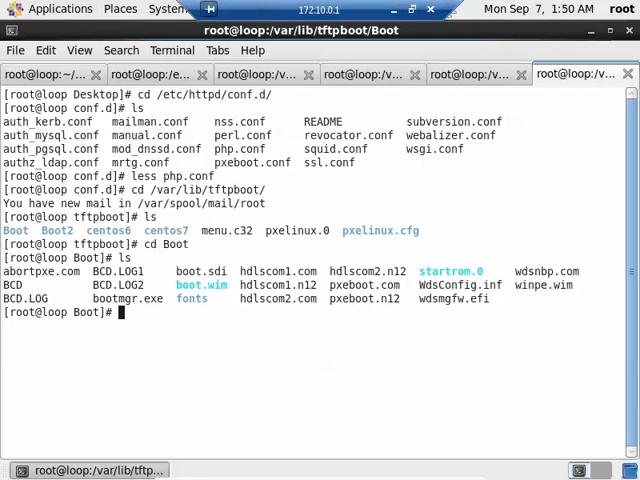 Applications Places System 172.10.0.1 Mon Sep 7, 1:50 AM root
root@loop:/var/lib/tftpboot/Boot
File Edit View Search Terminal Tabs Help
root@loop:~/... root@loop:/e... root@loop:/v... root@loop:/v... root@loop:/v... root@loop:/v...
[root@loop Desktop]# cd /etc/httpd/conf.d/
[root@loop conf.d]# ls
auth_kerb.conf mailman.conf nss.conf README subversion.conf
auth_mysql.conf manual.conf perl.conf revocator.conf webalizer.conf
auth_pgsql.conf mod_dnssd.conf php.conf squid.conf wsgi.conf
authz_ldap.conf mrtg.conf pxeboot.conf ssl.conf
[root@loop conf.d]# less php.conf
[root@loop conf.d]# cd /var/lib/tftpboot/
You have new mail in /var/spool/mail/root
[root@loop tftpboot]# ls
Boot Boot2 centos6 centos7 menu.c32 pxelinux.0 pxelinux.cfg
[root@loop tftpboot]# cd Boot
[root@loop Boot]# ls
abortpxe.com BCD.LOG1 boot.sdi hdlscom1.com hdlscom2.n12 startrom.0 wdsnbp.com
BCD BCD.LOG2 boot.wim hdlscom1.n12 pxeboot.com WdsConfig.inf winpe.wim
BCD.LOG bootmgr.exe fonts hdlscom2.com pxeboot.n12 wdsmgfw.efi
[root@loop Boot]#
root@loop:/var/lib/tftp...